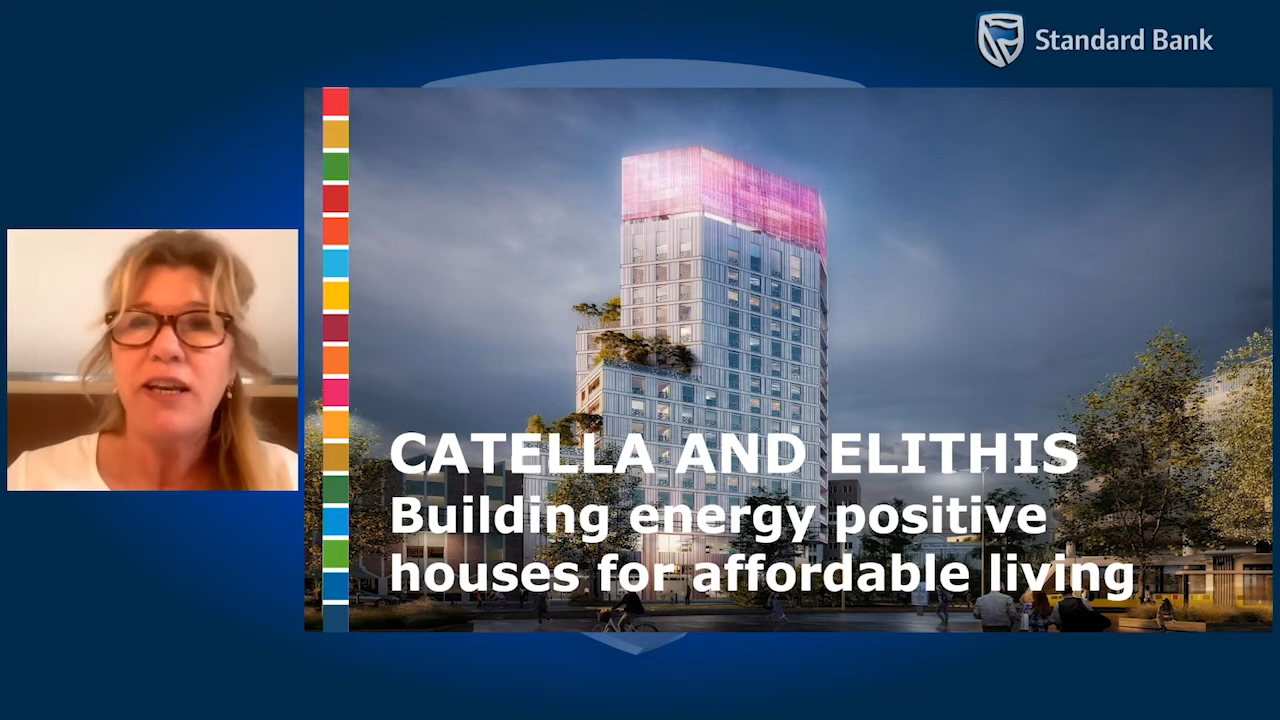 Standard Bank
CATELLA AND ELITHIS
Building energy positive
houses for affordable living